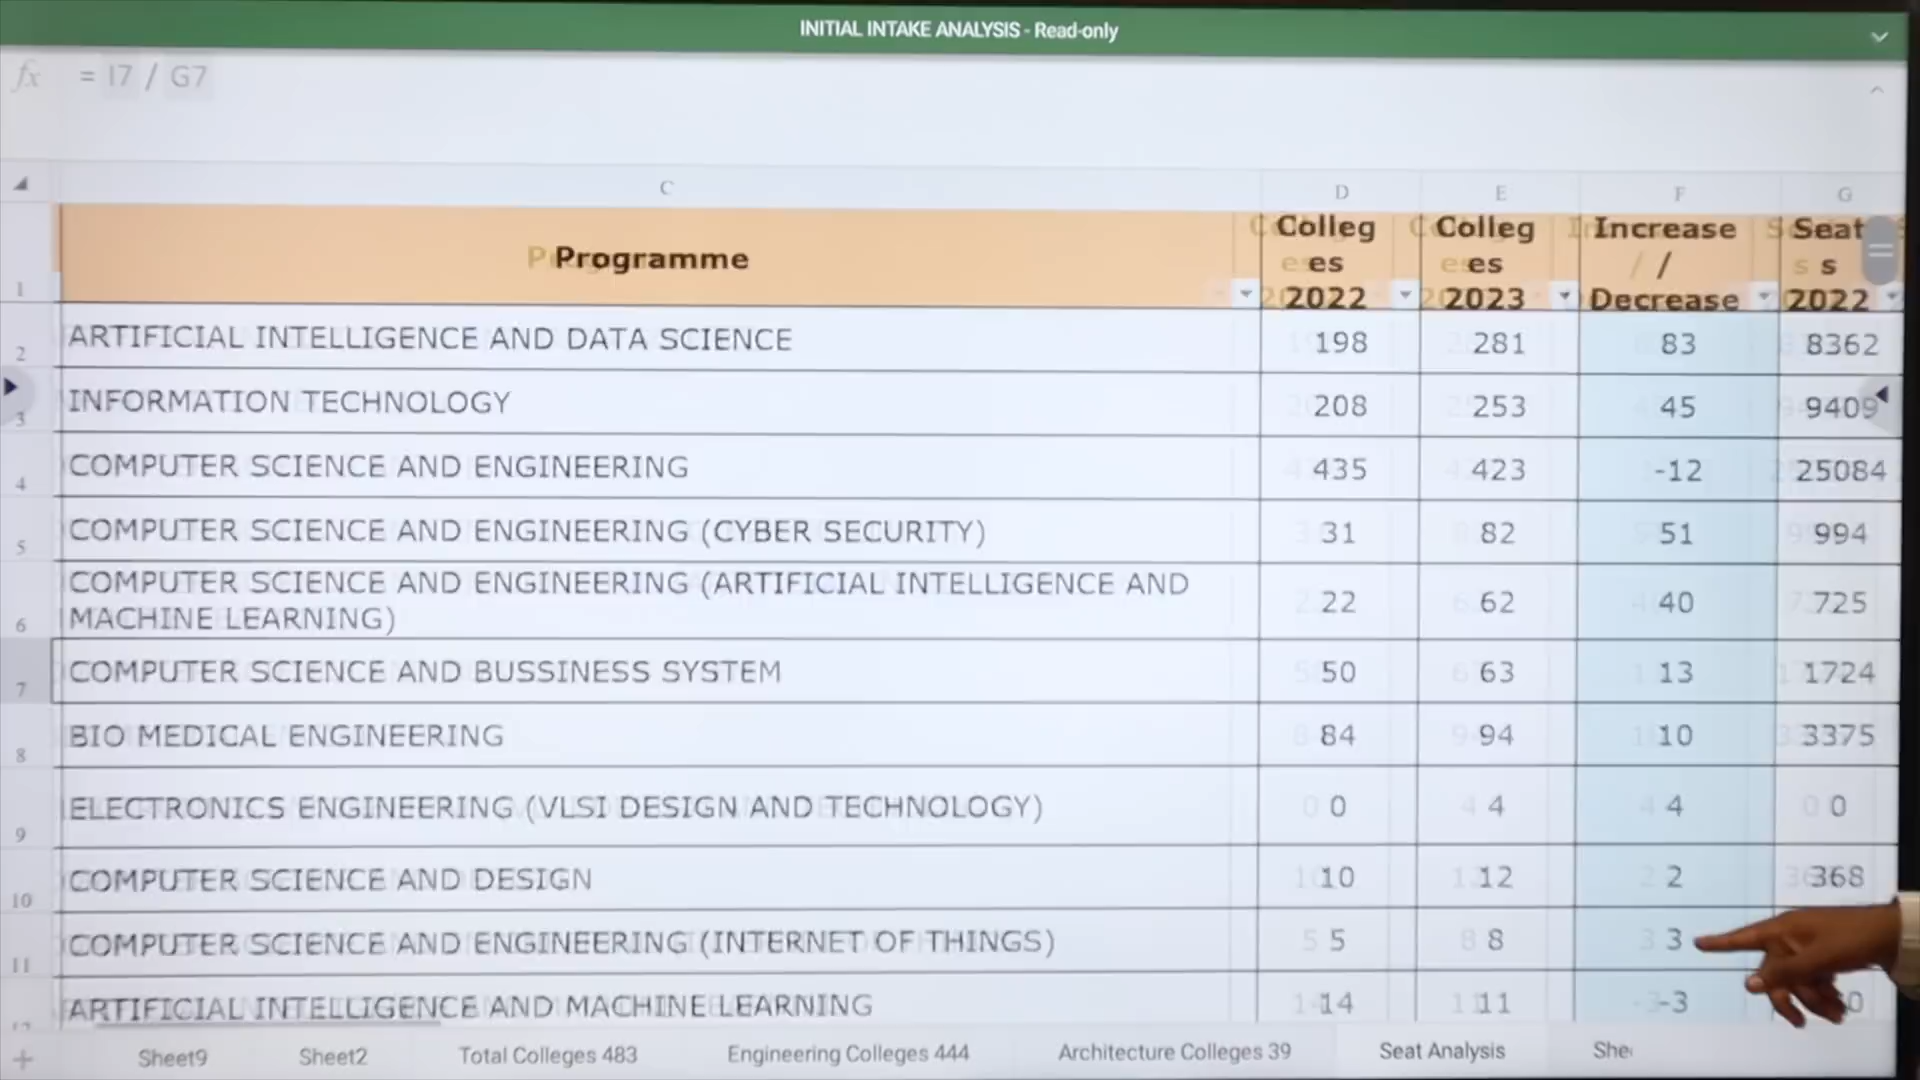 INITIAL INTAKE ANALYSIS - Read-only
fx = I7 / G7
C D E F G
1 Programme Colleg es 2022 Colleg es 2023 Increase / Decrease Seat s 2022
2 ARTIFICIAL INTELLIGENCE AND DATA SCIENCE 198 281 83 8362
3 INFORMATION TECHNOLOGY 208 253 45 9409
4 COMPUTER SCIENCE AND ENGINEERING 435 423 -12 25084
5 COMPUTER SCIENCE AND ENGINEERING (CYBER SECURITY) 31 82 51 994
COMPUTER SCIENCE AND ENGINEERING (ARTIFICIAL INTELLIGENCE AND
6 MACHINE LEARNING) 22 62 40 725
7 COMPUTER SCIENCE AND BUSSINESS SYSTEM 50 63 13 1724
8 BIO MEDICAL ENGINEERING 84 94 10 3375
9 ELECTRONICS ENGINEERING (VLSI DESIGN AND TECHNOLOGY) 0 4 4 0
10 COMPUTER SCIENCE AND DESIGN 10 12 2 368
11 COMPUTER SCIENCE AND ENGINEERING (INTERNET OF THINGS) 5 8 3
ARTIFICIAL INTELLIGENCE AND MACHINE LEARNING 14 11 -3
Sheet9 Sheet2 Total Colleges 483 Engineering Colleges 444 Architecture Colleges 39 Seat Analysis